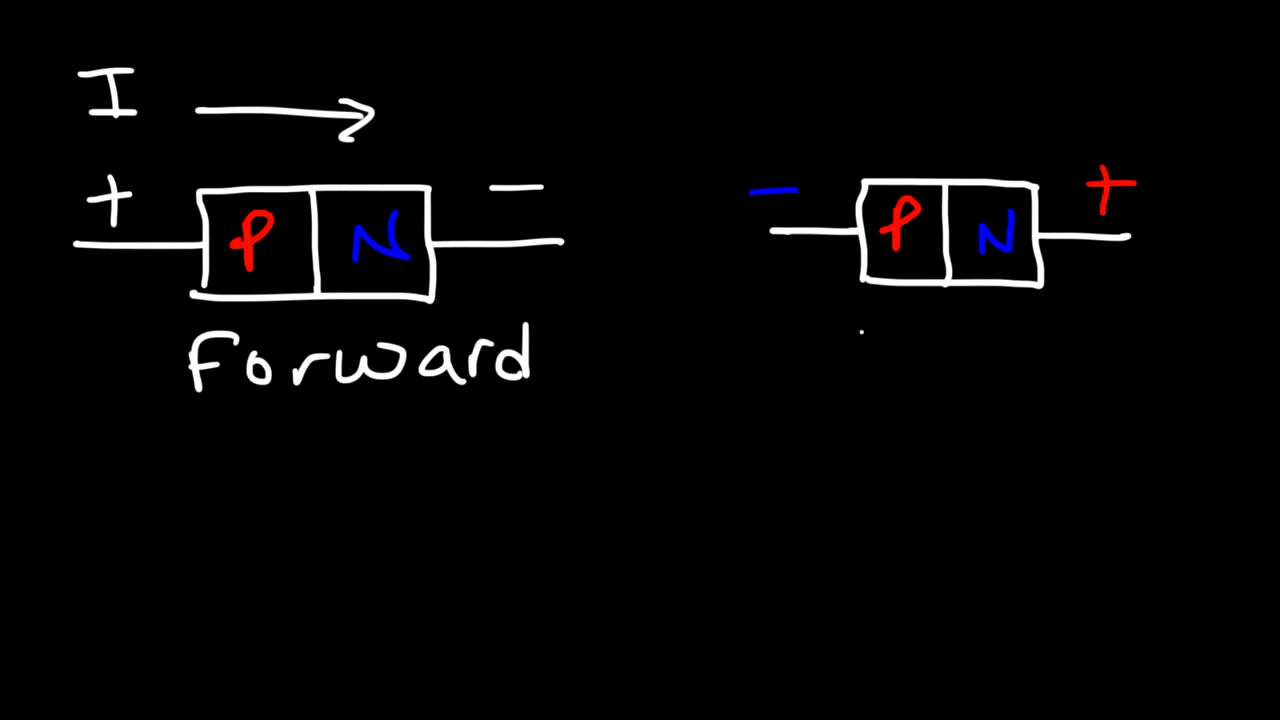 I →
+ P N −
− P N +
Forward